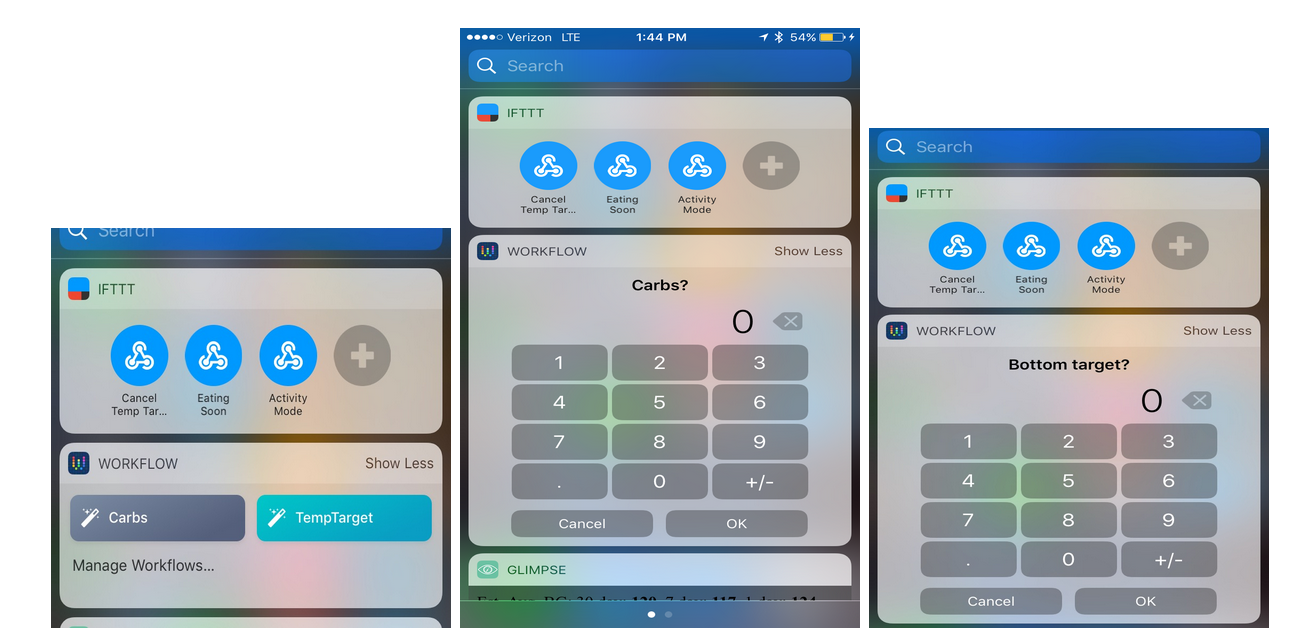 Search
IFTTT
Cancel
Temp Tar...
Eating
Soon
Activity
Mode
WORKFLOW
Show Less
Carbs
TempTarget
Manage Workflows...
Verizon LTE
1:44 PM
54%
Search
IFTTT
Cancel
Temp Tar...
Eating
Soon
Activity
Mode
WORKFLOW
Show Less
Carbs?
0
1 2 3
4 5 6
7 8 9
. 0 +/-
Cancel OK
GLIMPSE
Search
IFTTT
Cancel
Temp Tar...
Eating
Soon
Activity
Mode
WORKFLOW
Show Less
Bottom target?
0
1 2 3
4 5 6
7 8 9
. 0 +/-
Cancel OK